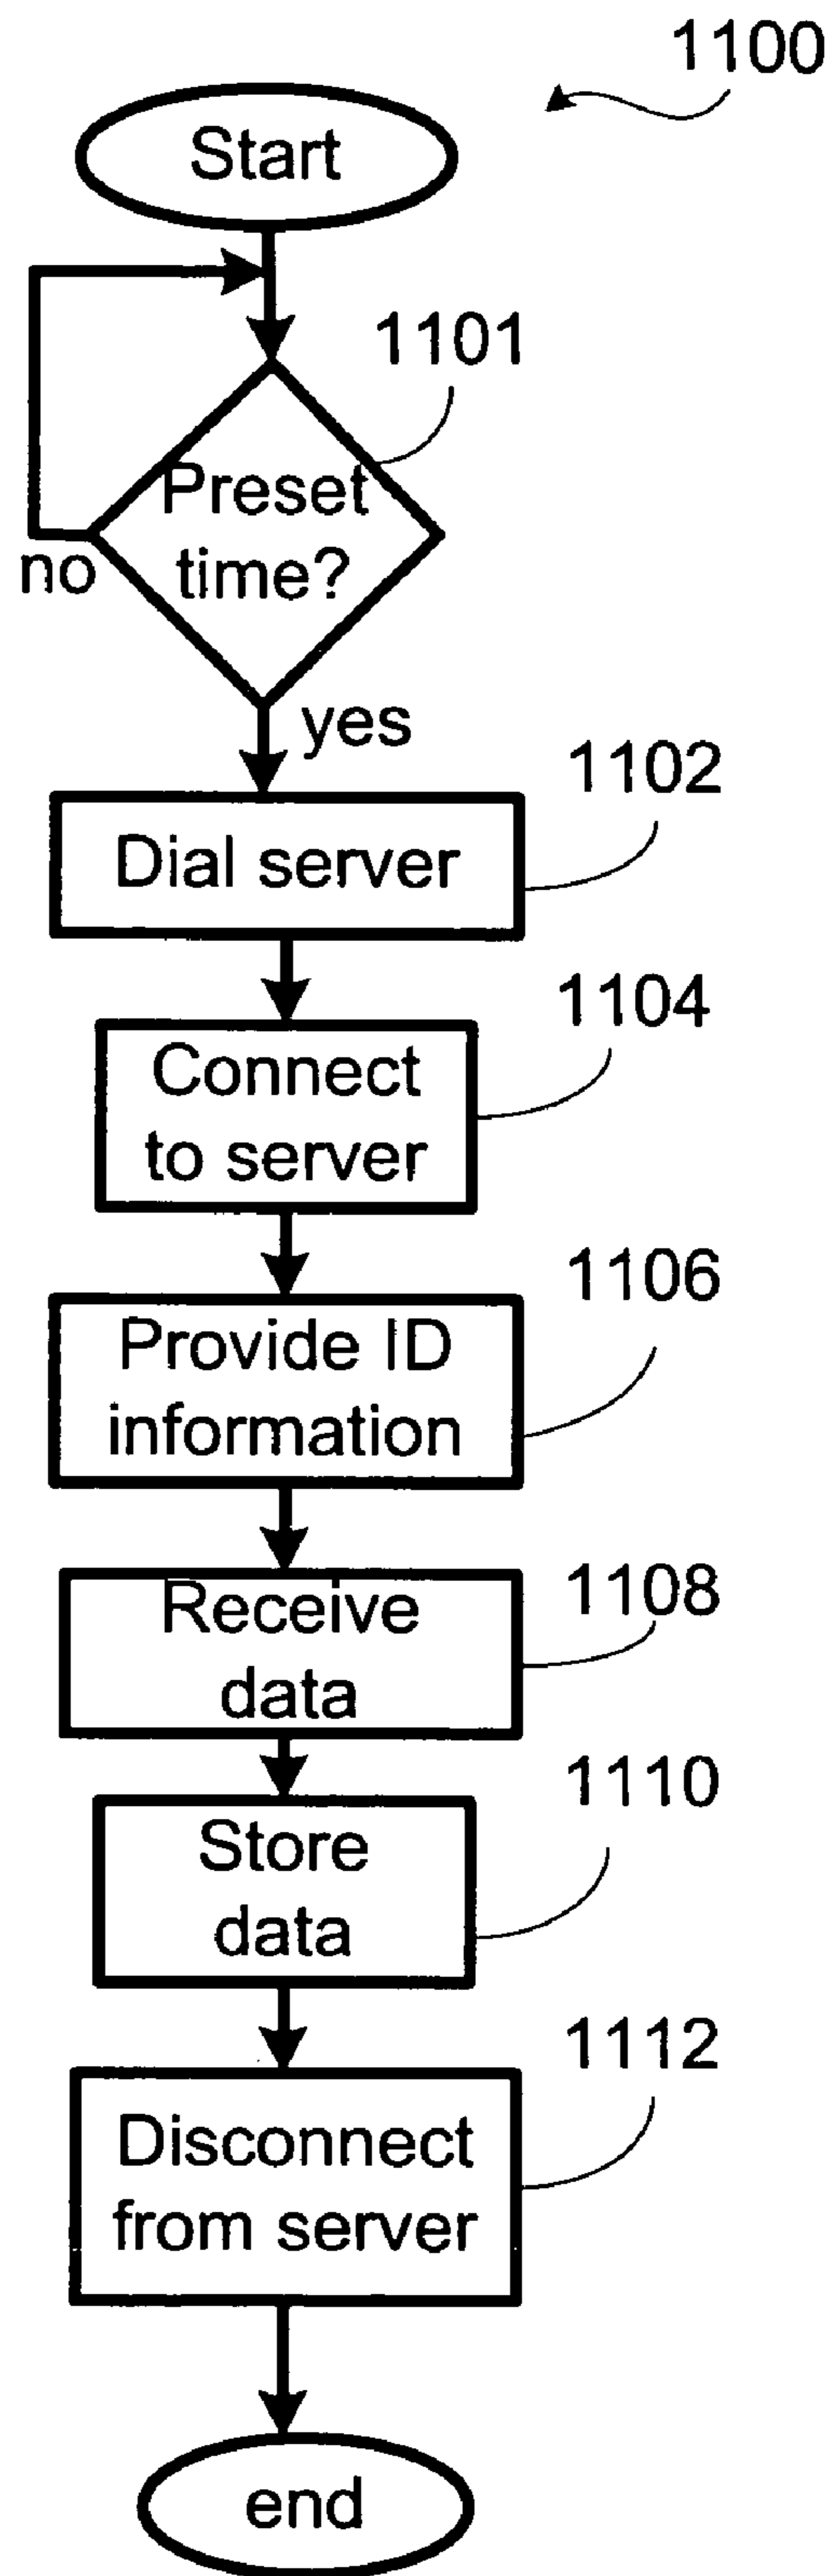 1100
Start
1101
Preset
time?
no
yes
1102
Dial server
1104
Connect
to server
1106
Provide ID
information
1108
Receive
data
1110
Store
data
1112
Disconnect
from server
end